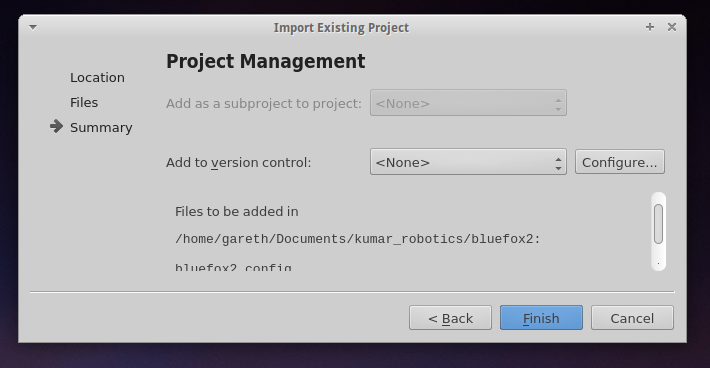 Import Existing Project
Project Management
Location
Files
Summary
Add as a subproject to project: <None>
Add to version control: <None> Configure...
Files to be added in
/home/gareth/Documents/kumar_robotics/bluefox2:
bluefox2.config
< Back Finish Cancel